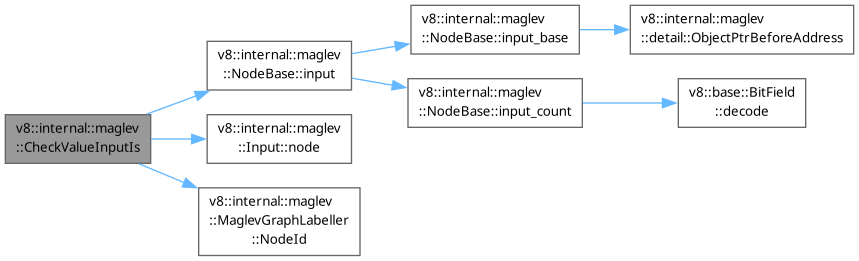 v8::internal::maglev
::CheckValueInputIs
v8::internal::maglev
::NodeBase::input
v8::internal::maglev
::NodeBase::input_base
v8::internal::maglev
::detail::ObjectPtrBeforeAddress
v8::internal::maglev
::NodeBase::input_count
v8::base::BitField
::decode
v8::internal::maglev
::Input::node
v8::internal::maglev
::MaglevGraphLabeller
::NodeId